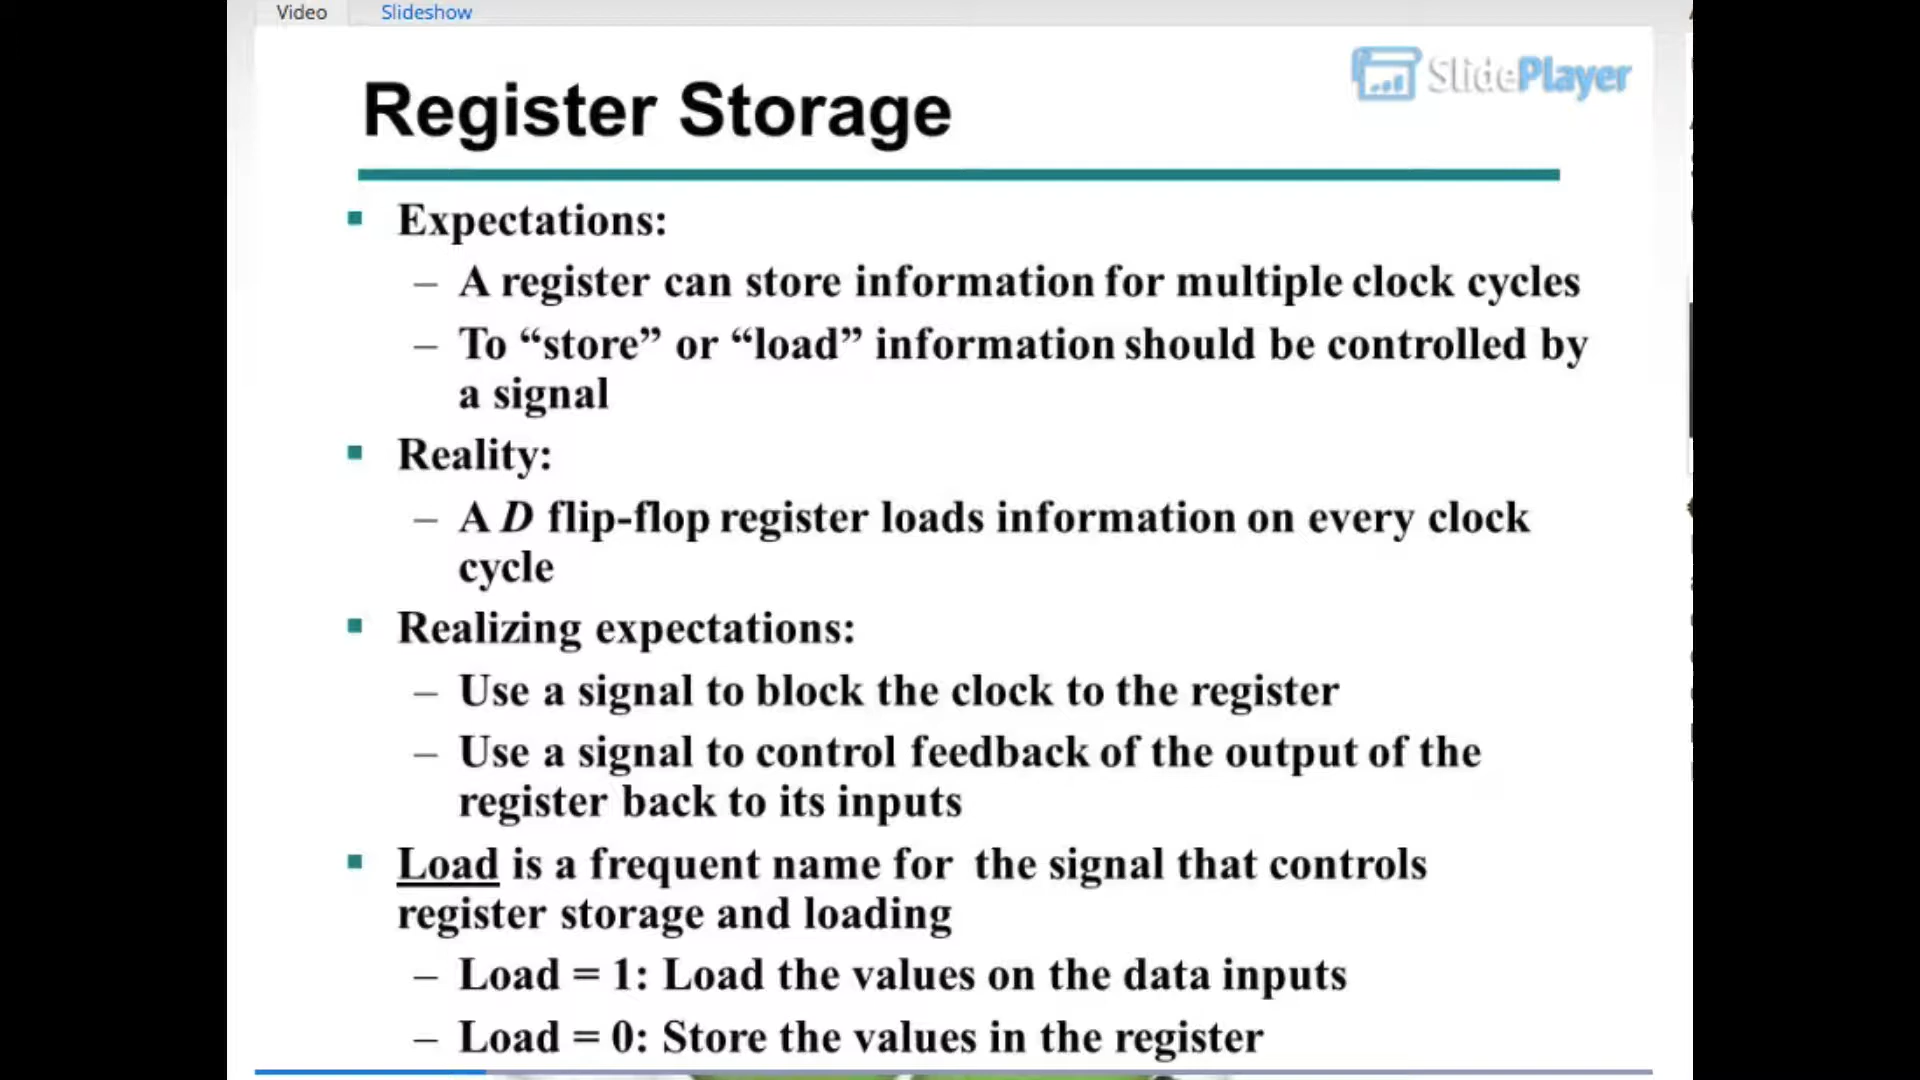 Video Slideshow
SlidePlayer
Register Storage
Expectations:
– A register can store information for multiple clock cycles
– To “store” or “load” information should be controlled by
a signal
Reality:
– A D flip-flop register loads information on every clock
cycle
Realizing expectations:
– Use a signal to block the clock to the register
– Use a signal to control feedback of the output of the
register back to its inputs
Load is a frequent name for the signal that controls
register storage and loading
– Load = 1: Load the values on the data inputs
– Load = 0: Store the values in the register